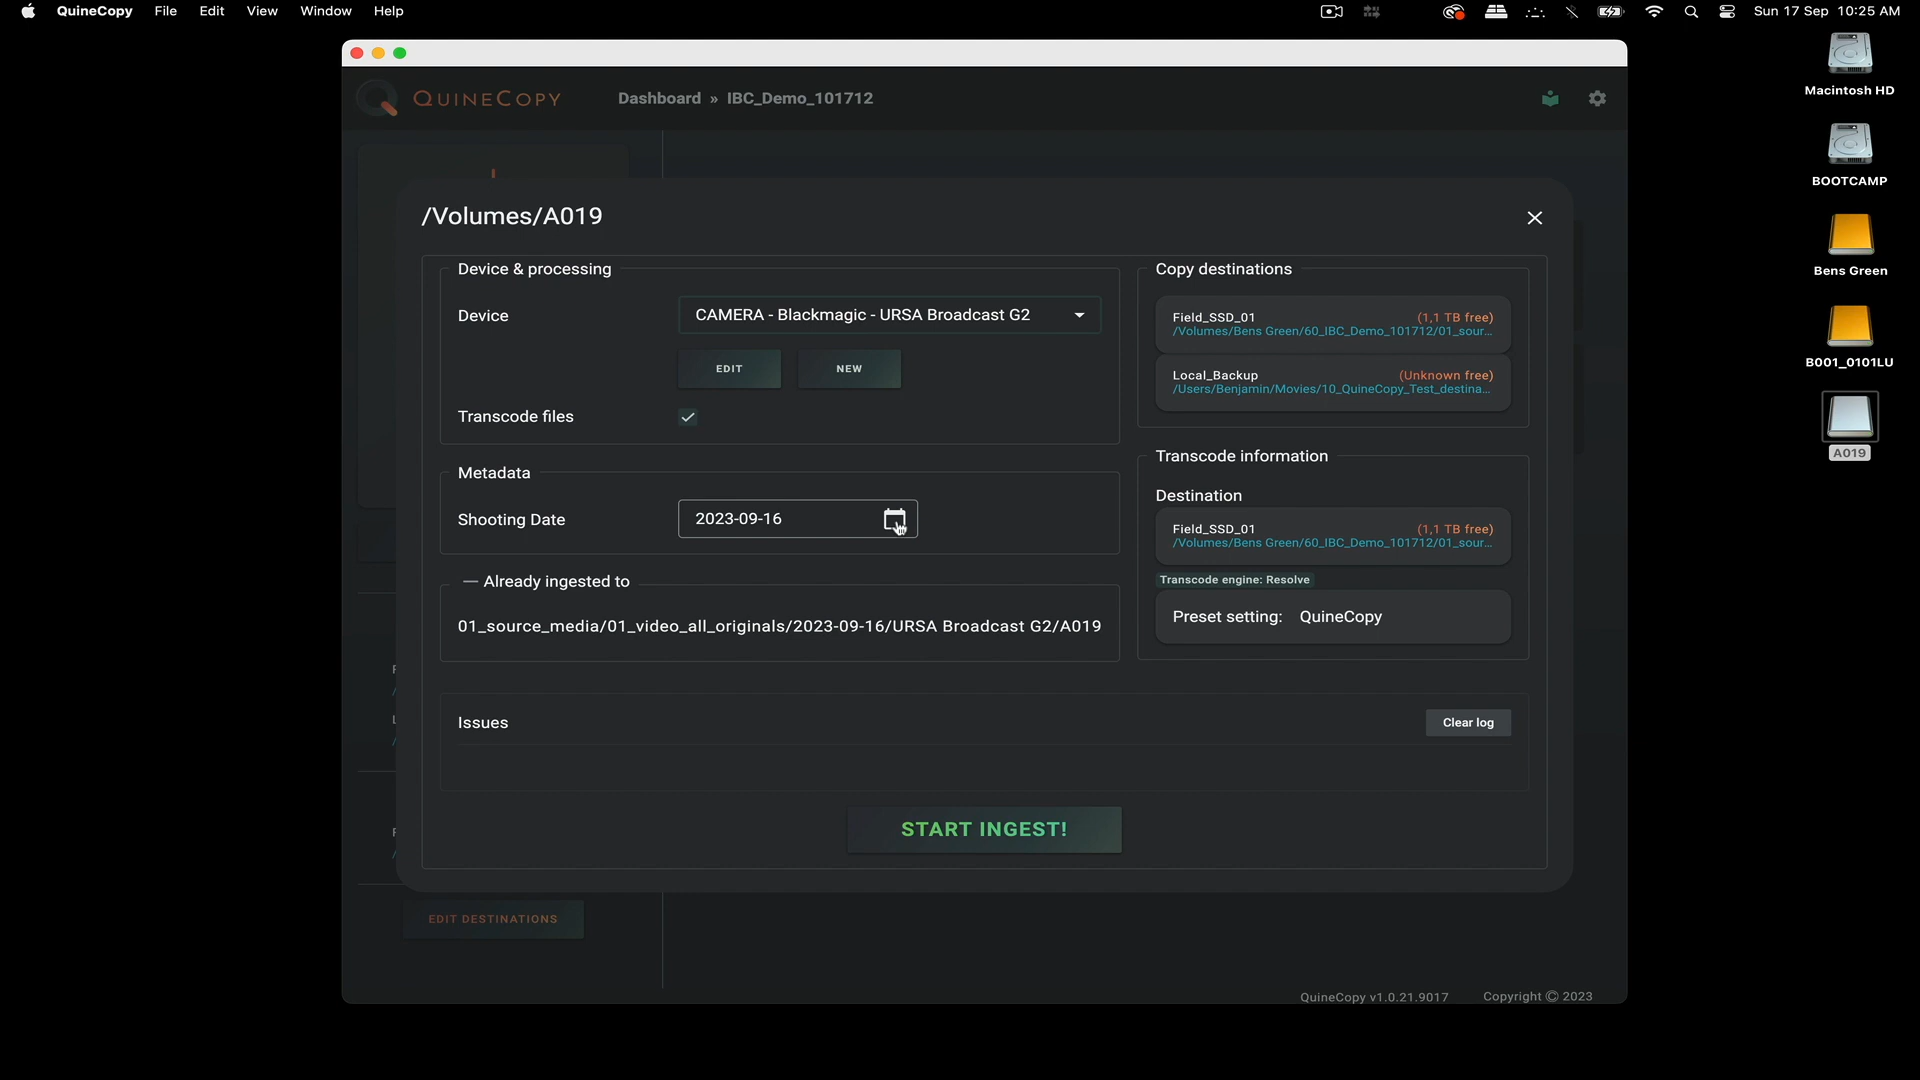 QuineCopy File Edit View Window Help
Sun 17 Sep 10:25 AM
Macintosh HD
BOOTCAMP
Bens Green
B001_0101LU
A019
QUINECOPY
Dashboard » IBC_Demo_101712
/Volumes/A019
Device & processing
Device
CAMERA - Blackmagic - URSA Broadcast G2
EDIT
NEW
Transcode files
Metadata
Shooting Date
2023-09-16
— Already ingested to
01_source_media/01_video_all_originals/2023-09-16/URSA Broadcast G2/A019
Copy destinations
Field_SSD_01 (1,1 TB free)
/Volumes/Bens Green/60_IBC_Demo_101712/01_sour...
Local_Backup (Unknown free)
/Users/Benjamin/Movies/10_QuineCopy_Test_destina...
Transcode information
Destination
Field_SSD_01 (1,1 TB free)
/Volumes/Bens Green/60_IBC_Demo_101712/01_sour...
Transcode engine: Resolve
Preset setting: QuineCopy
Issues
Clear log
START INGEST!
EDIT DESTINATIONS
QuineCopy v1.0.21.9017
Copyright © 2023